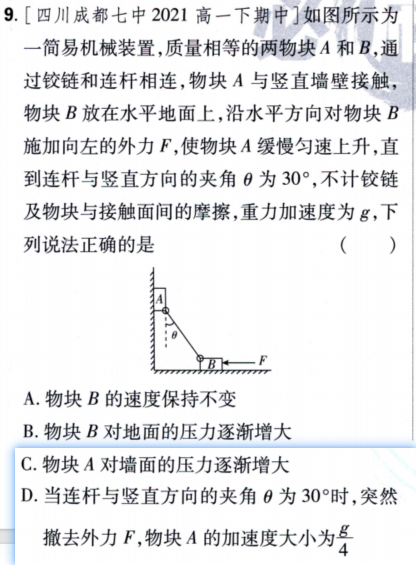 9. [四川成都七中 2021 高一下期中]如图所示为
一简易机械装置,质量相等的两物块 A 和 B,通
过铰链和连杆相连,物块 A 与竖直墙壁接触,
物块 B 放在水平地面上,沿水平方向对物块 B
施加向左的外力 F,使物块 A 缓慢匀速上升,直
到连杆与竖直方向的夹角 θ 为 30°,不计铰链
及物块与接触面间的摩擦,重力加速度为 g,下
列说法正确的是 ( )
A
θ
B
F
A. 物块 B 的速度保持不变
B. 物块 B 对地面的压力逐渐增大
C. 物块 A 对墙面的压力逐渐增大
D. 当连杆与竖直方向的夹角 θ 为 30°时,突然
撤去外力 F,物块 A 的加速度大小为 g/4